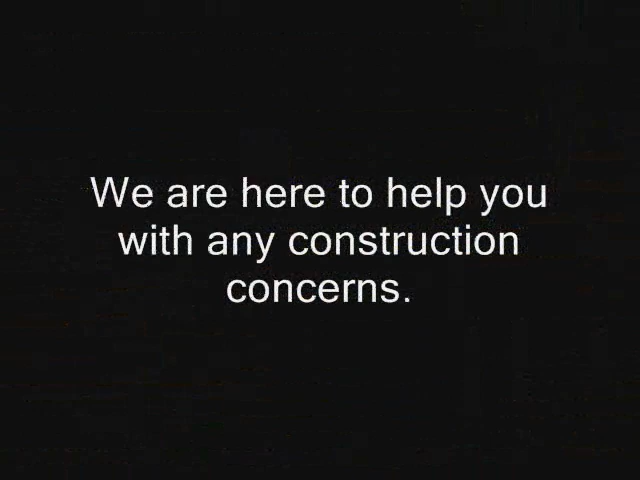 We are here to help you
with any construction
concerns.